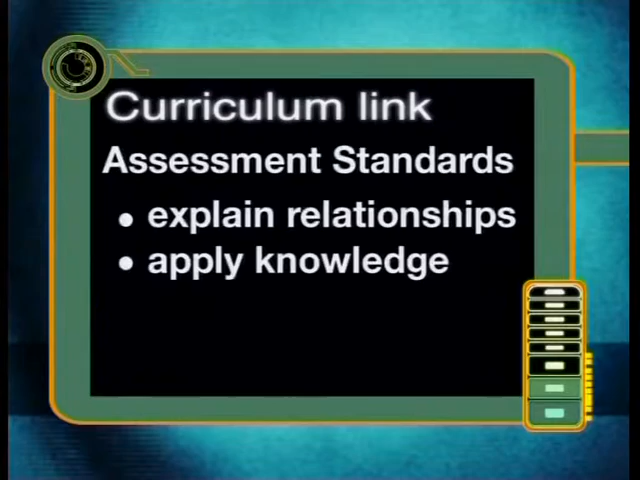 Curriculum link
Assessment Standards
• explain relationships
• apply knowledge